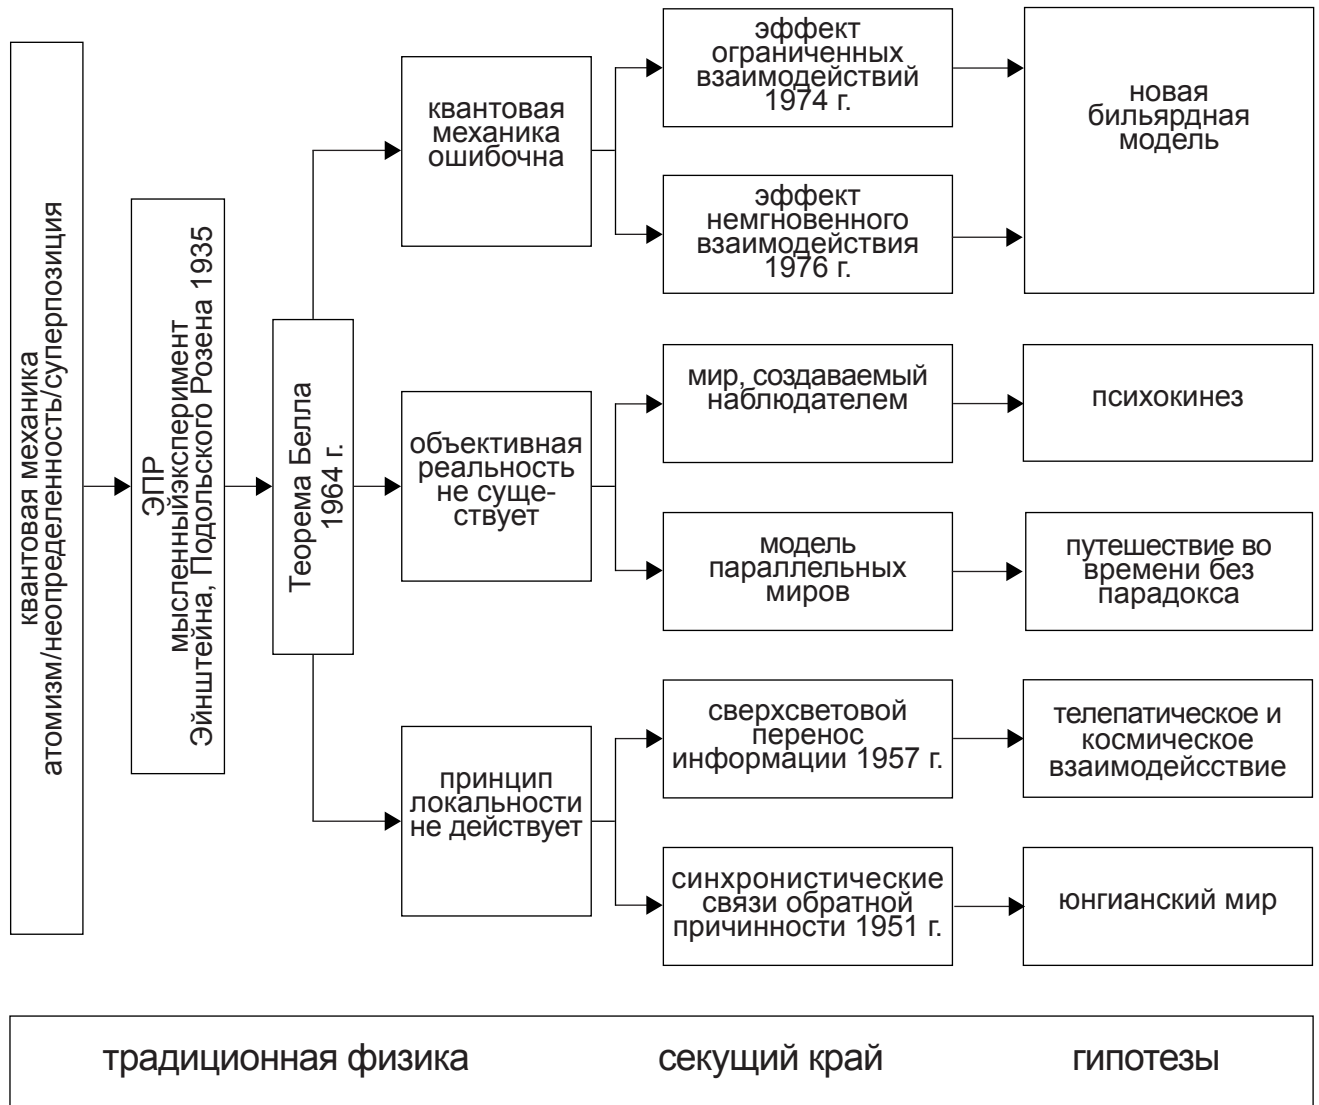 квантовая механика
атомизм/неопределенность/суперпозиция
ЭПР
мысленныйэксперимент
Эйнштейна, Подольского Розена 1935
Теорема Белла
1964 г.
квантовая
механика
ошибочна
объективная
реальность
не суще-
ствует
принцип
локальности
не действует
эффект
ограниченных
взаимодействий
1974 г.
эффект
немгновенного
взаимодействия
1976 г.
мир, создаваемый
наблюдателем
модель
параллельных
миров
сверхсветовой
перенос
информации 1957 г.
синхронистические
связи обратной
причинности 1951 г.
новая
бильярдная
модель
психокинез
путешествие во
времени без
парадокса
телепатическое и
космическое
взаимодейсствие
юнгианский мир
традиционная физика
секущий край
гипотезы